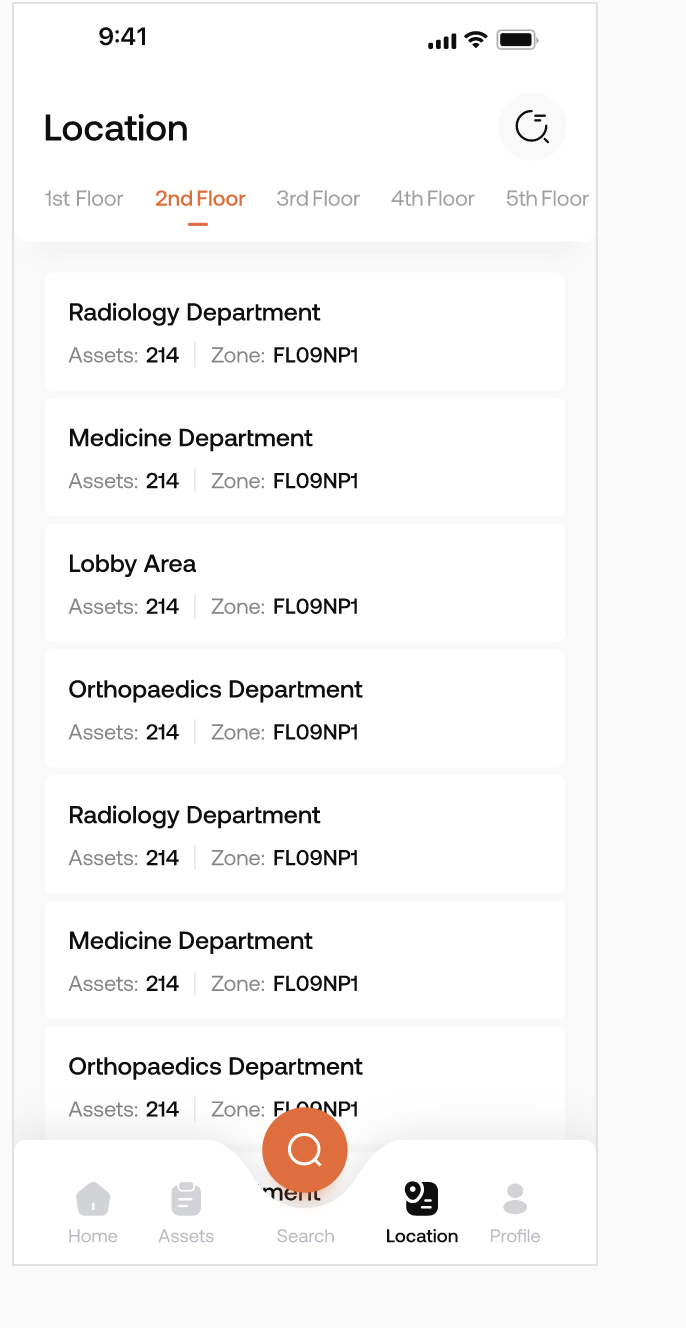 9:41
Location
1st Floor 2nd Floor 3rd Floor 4th Floor 5th Floor
Radiology Department
Assets: 214 Zone: FL09NP1
Medicine Department
Assets: 214 Zone: FL09NP1
Lobby Area
Assets: 214 Zone: FL09NP1
Orthopaedics Department
Assets: 214 Zone: FL09NP1
Radiology Department
Assets: 214 Zone: FL09NP1
Medicine Department
Assets: 214 Zone: FL09NP1
Orthopaedics Department
Assets: 214 Zone: FL09NP1
Home Assets Search Location Profile